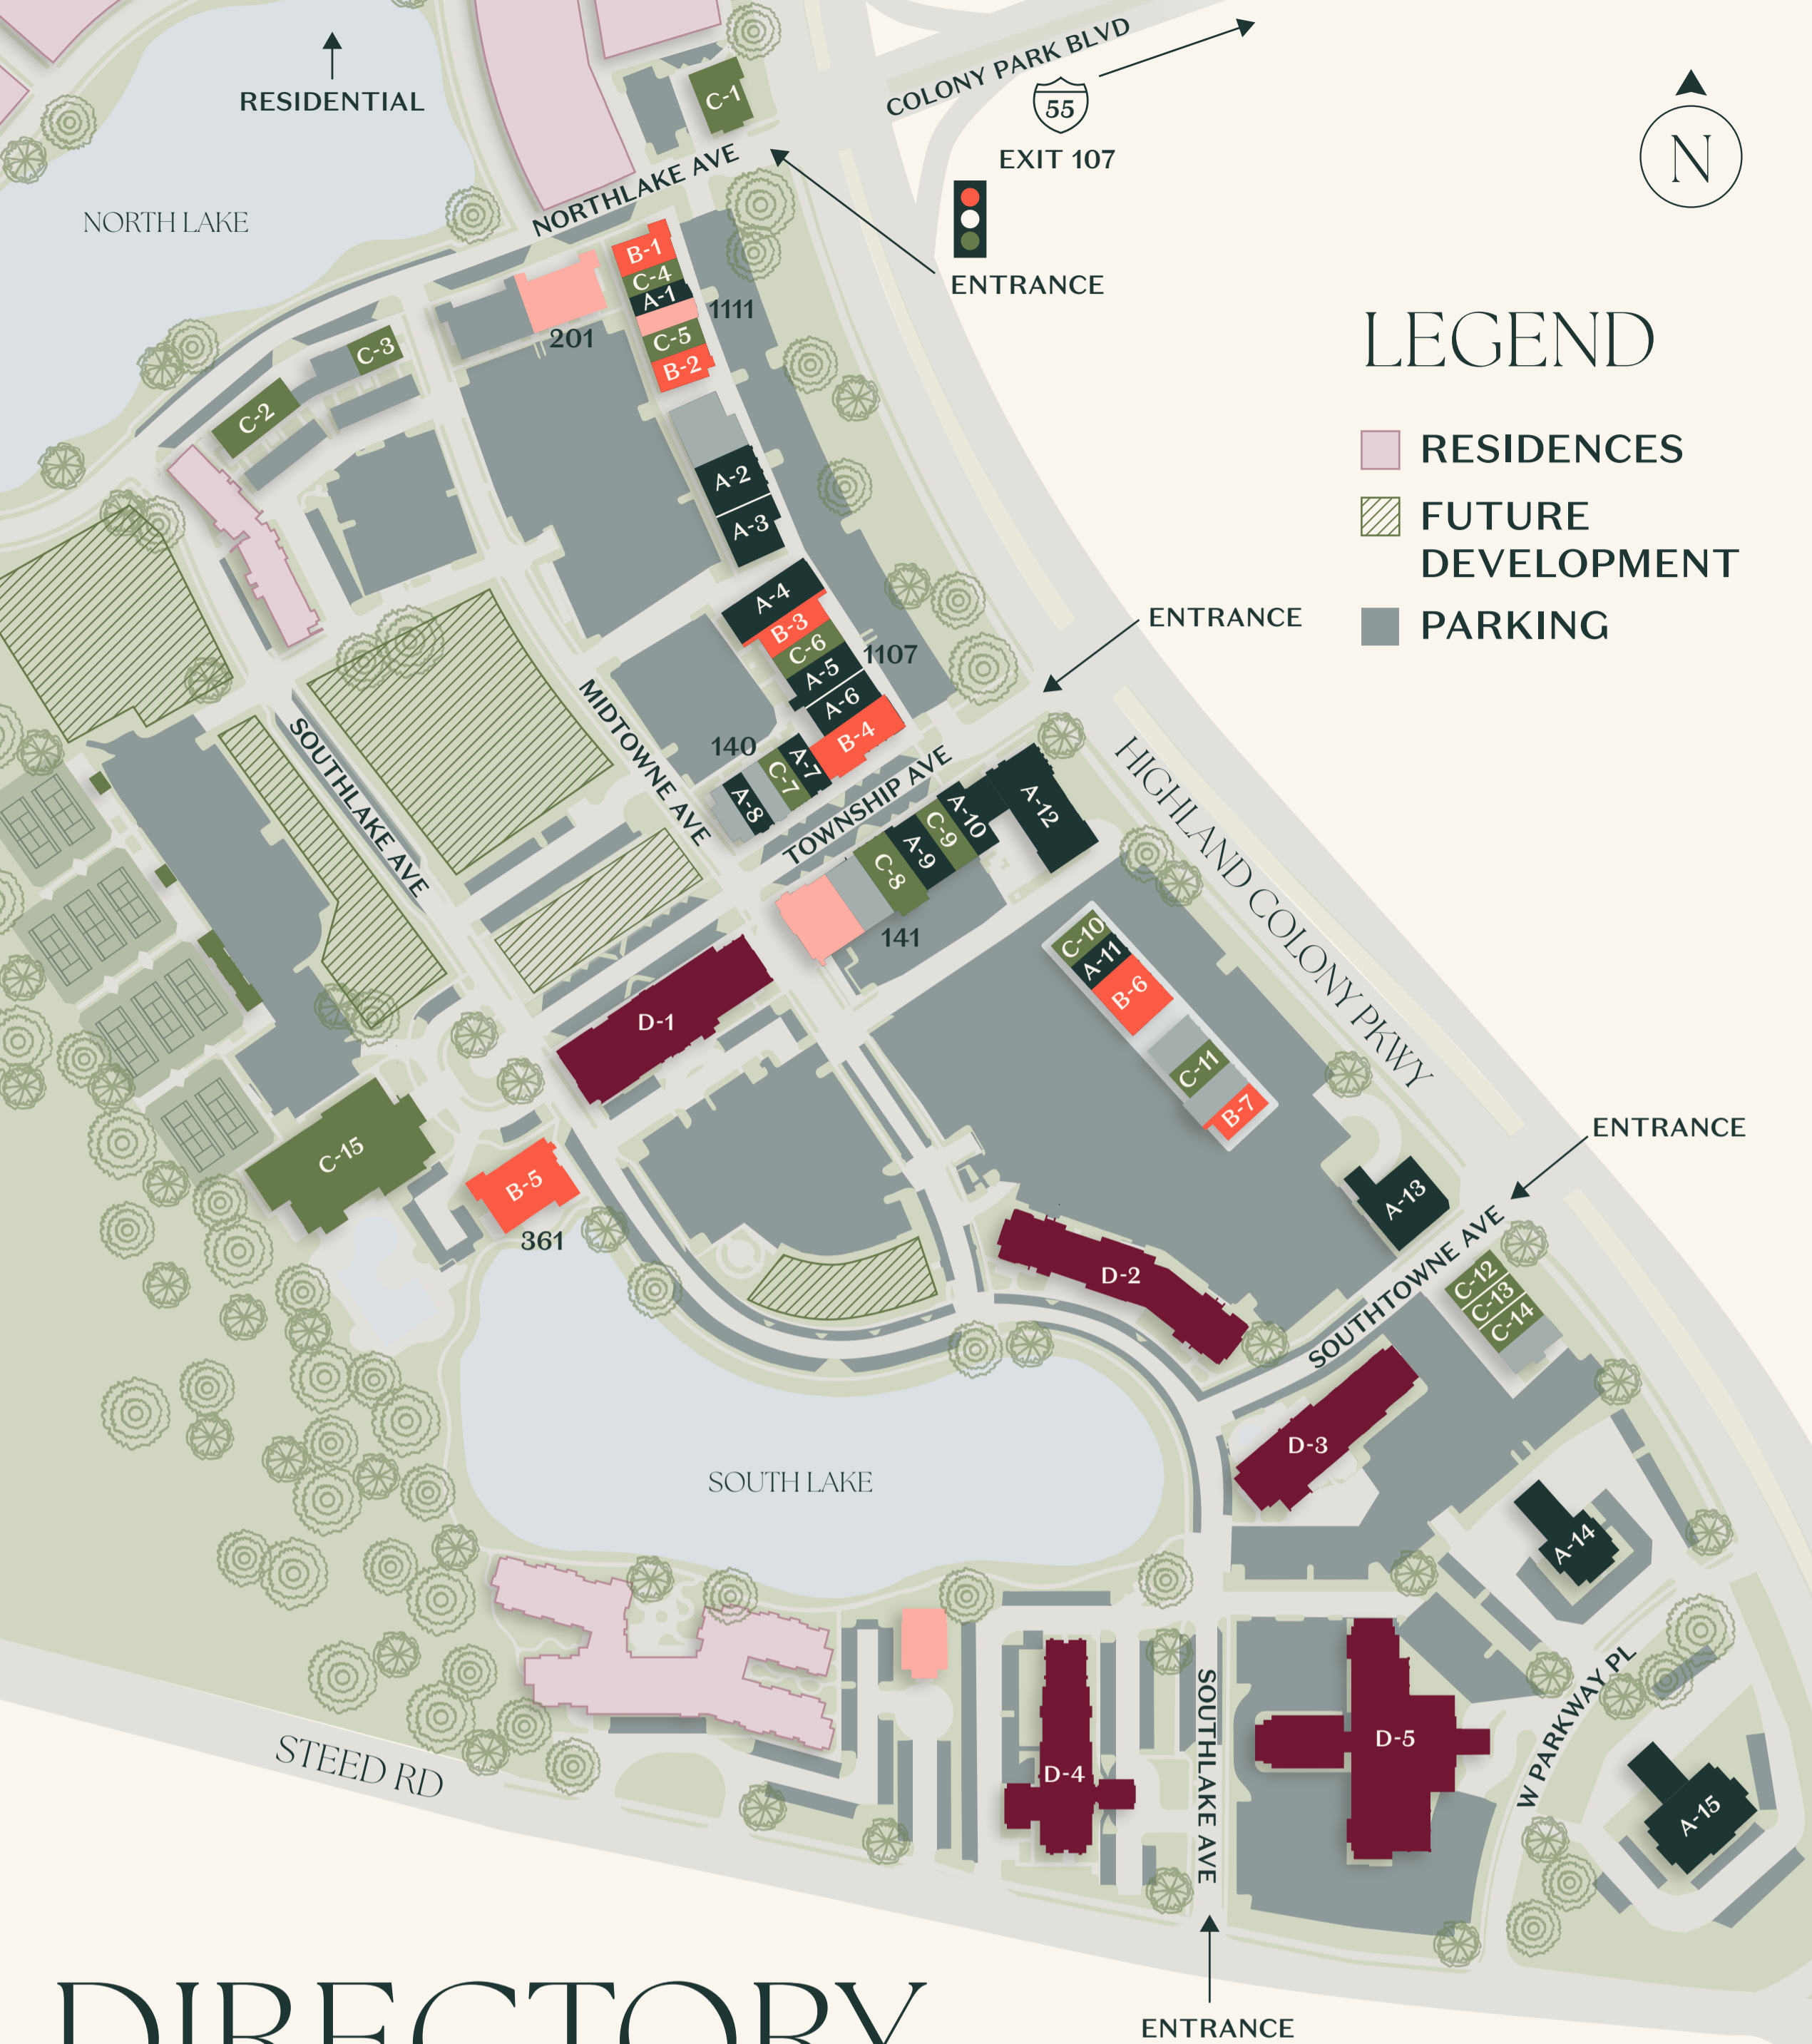 COLONY PARK BLVD
55
EXIT 107
RESIDENTIAL
C-1
N
NORTHLAKE AVE
NORTH LAKE
ENTRANCE
B-1
C-4
A-1
1111
201
C-5
B-2
C-3
C-2
LEGEND
RESIDENCES
FUTURE
DEVELOPMENT
PARKING
A-2
A-3
A-4
B-3
C-6
1107
A-5
A-6
B-4
ENTRANCE
MIDTOWNE AVE
SOUTHLAKE AVE
140
A-7
C-7
A-8
TOWNSHIP AVE
A-12
A-10
C-9
A-9
C-8
141
HIGHLAND COLONY PKWY
C-10
A-11
B-6
C-11
B-7
D-1
C-15
B-5
361
ENTRANCE
A-13
SOUTHTOWNE AVE
D-2
C-12
C-13
C-14
D-3
SOUTH LAKE
A-14
SOUTHLAKE AVE
D-4
D-5
W PARKWAY PL
A-15
STEED RD
ENTRANCE
DIRECTORY